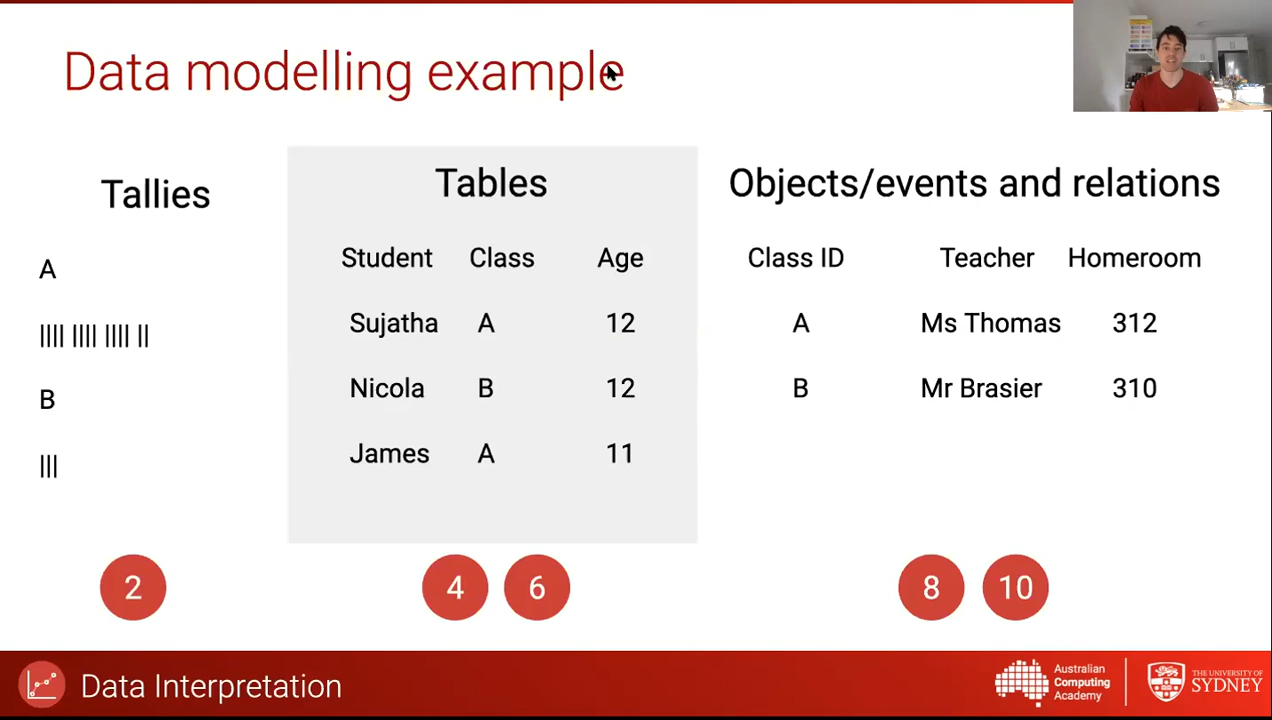 Data modelling example
Tallies
A
|||| |||| |||| ||
B
|||
Tables
Student Class Age
Sujatha A 12
Nicola B 12
James A 11
Objects/events and relations
Class ID Teacher Homeroom
A Ms Thomas 312
B Mr Brasier 310
2
4 6
8 10
Data Interpretation
Australian
Computing
Academy
THE UNIVERSITY OF
SYDNEY